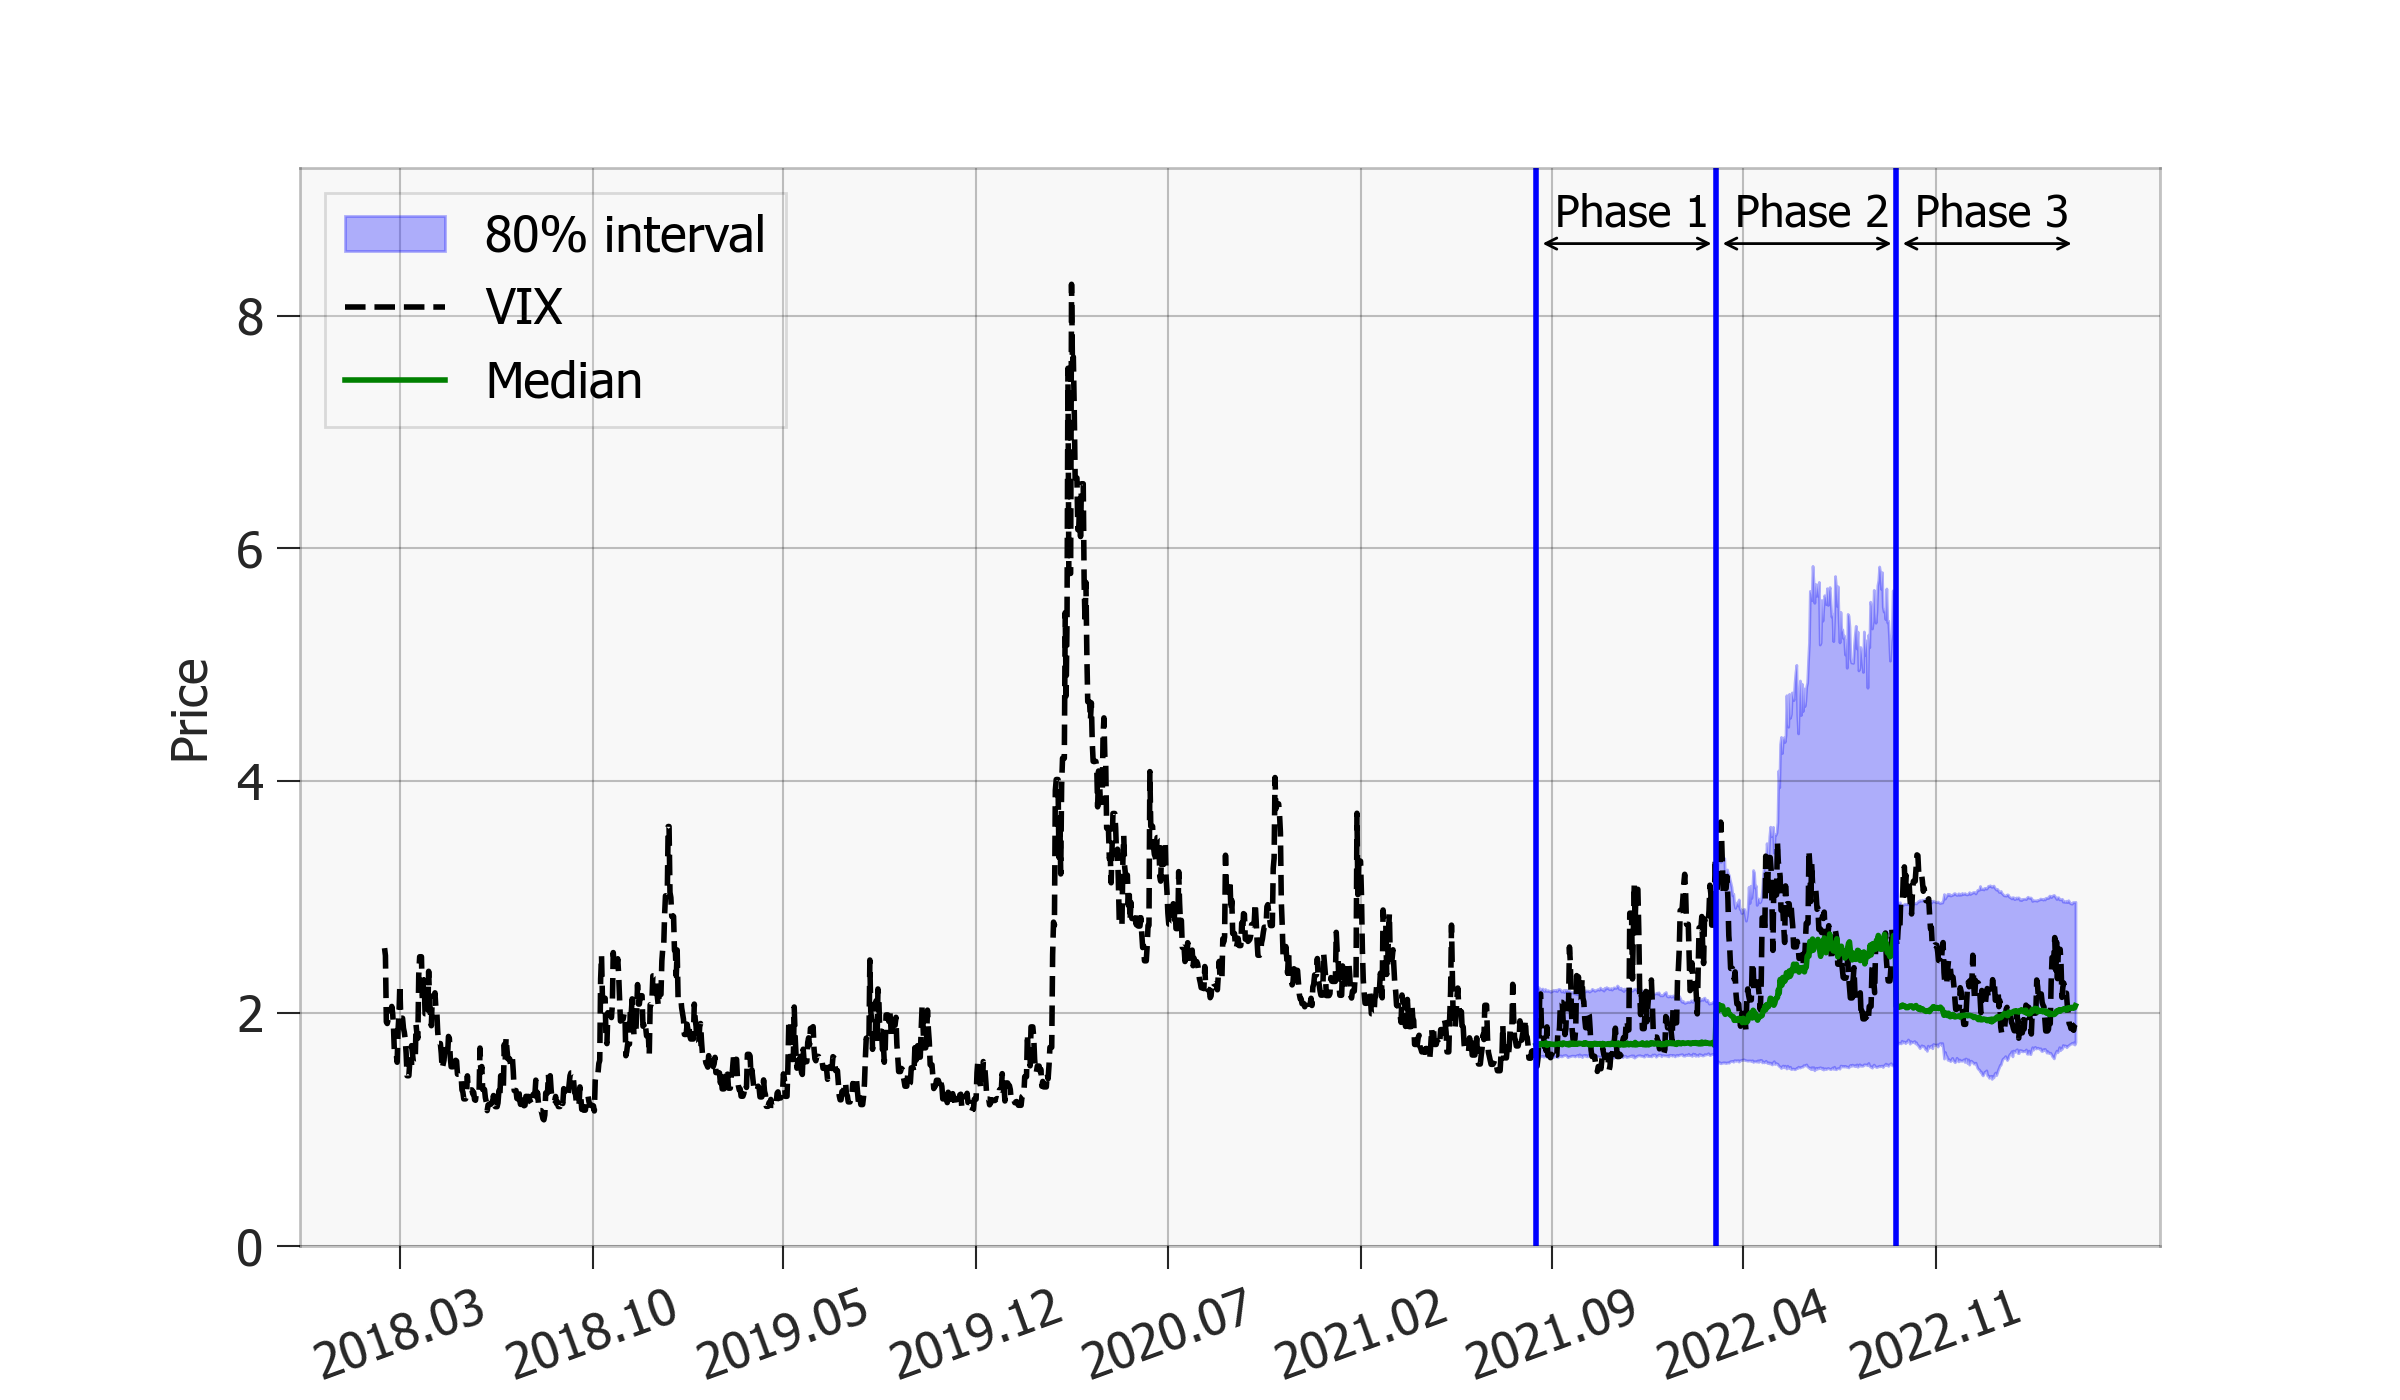 80% interval
VIX
Median
Phase 1
Phase 2
Phase 3
Price
8
6
4
2
0
2018.03
2018.10
2019.05
2019.12
2020.07
2021.02
2021.09
2022.04
2022.11